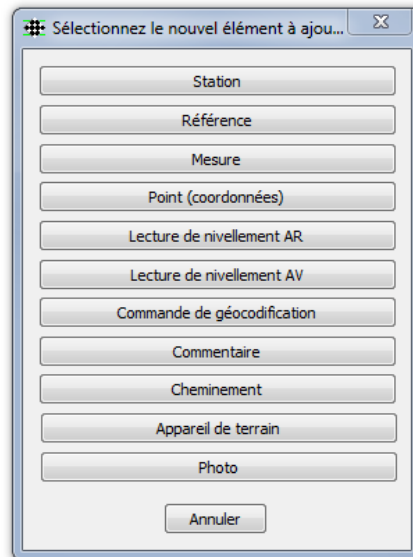 Sélectionnez le nouvel élément à ajou...
Station
Référence
Mesure
Point (coordonnées)
Lecture de nivellement AR
Lecture de nivellement AV
Commande de géocodification
Commentaire
Cheminement
Appareil de terrain
Photo
Annuler